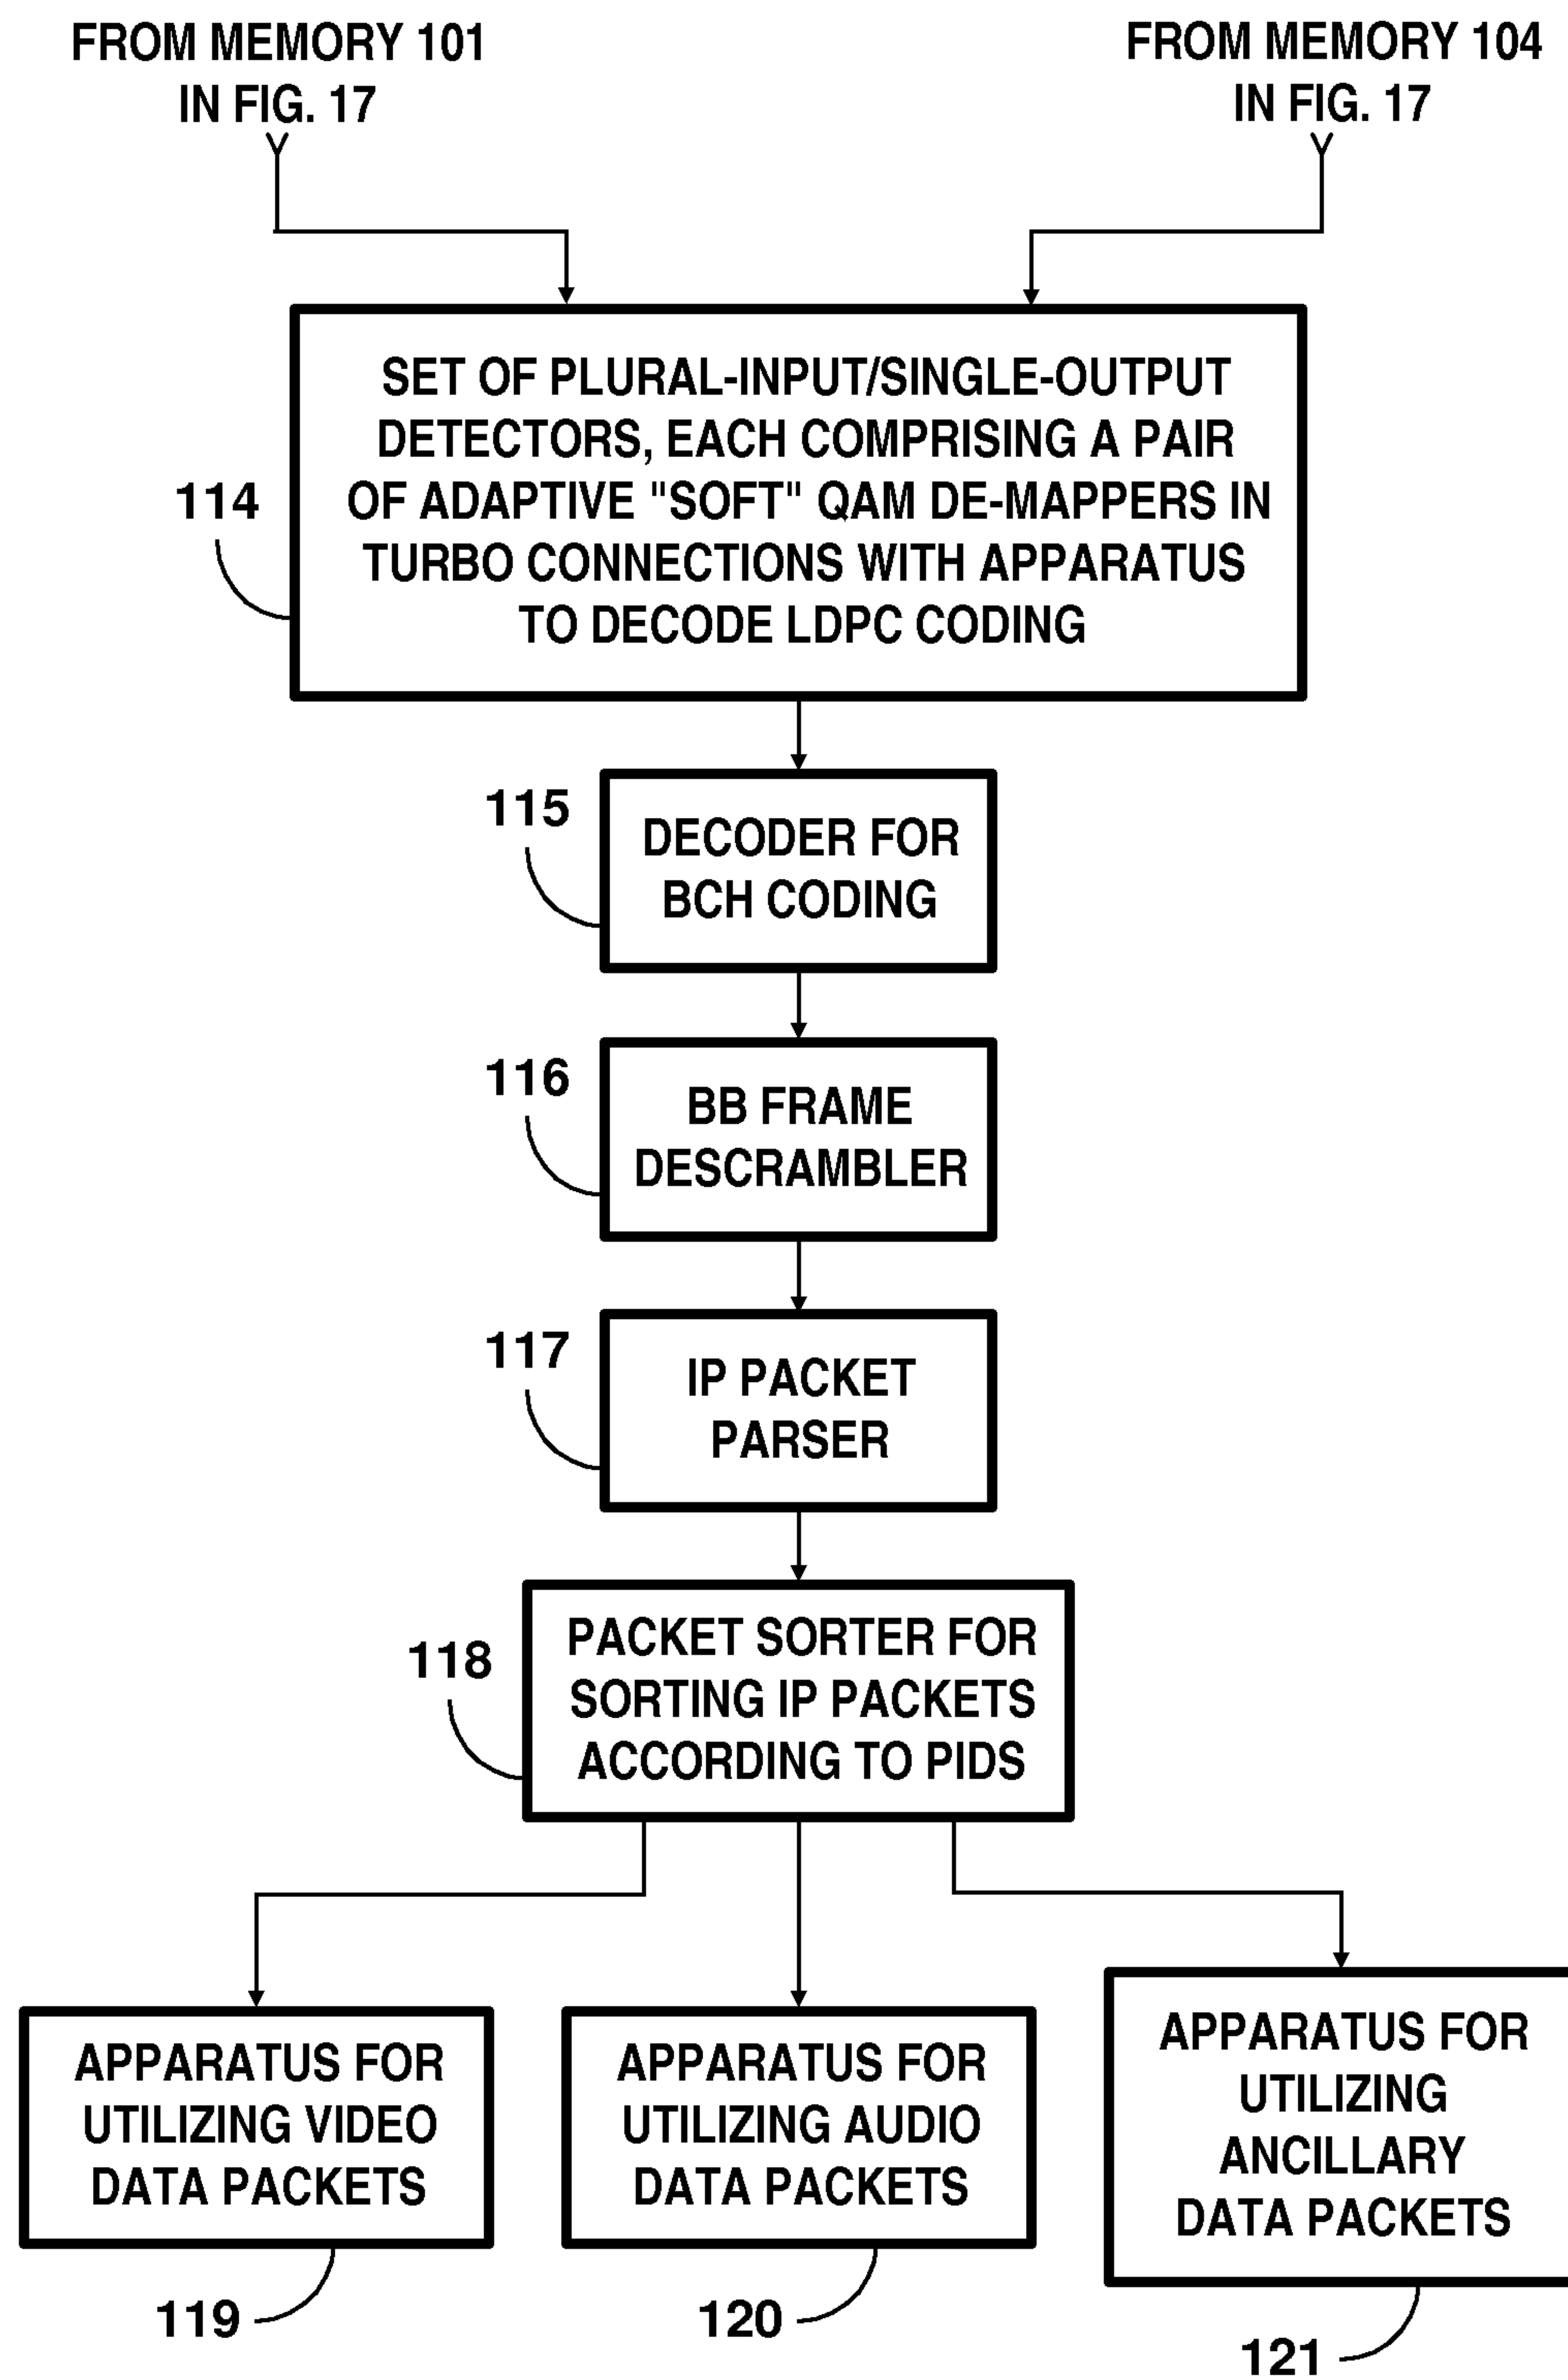 FROM MEMORY 101
IN FIG. 17
FROM MEMORY 104
IN FIG. 17
SET OF PLURAL-INPUT/SINGLE-OUTPUT
DETECTORS, EACH COMPRISING A PAIR
OF ADAPTIVE "SOFT" QAM DE-MAPPERS IN
TURBO CONNECTIONS WITH APPARATUS
TO DECODE LDPC CODING
114
115
DECODER FOR
BCH CODING
116
BB FRAME
DESCRAMBLER
117
IP PACKET
PARSER
118
PACKET SORTER FOR
SORTING IP PACKETS
ACCORDING TO PIDS
APPARATUS FOR
UTILIZING VIDEO
DATA PACKETS
119
APPARATUS FOR
UTILIZING AUDIO
DATA PACKETS
120
APPARATUS FOR
UTILIZING
ANCILLARY
DATA PACKETS
121